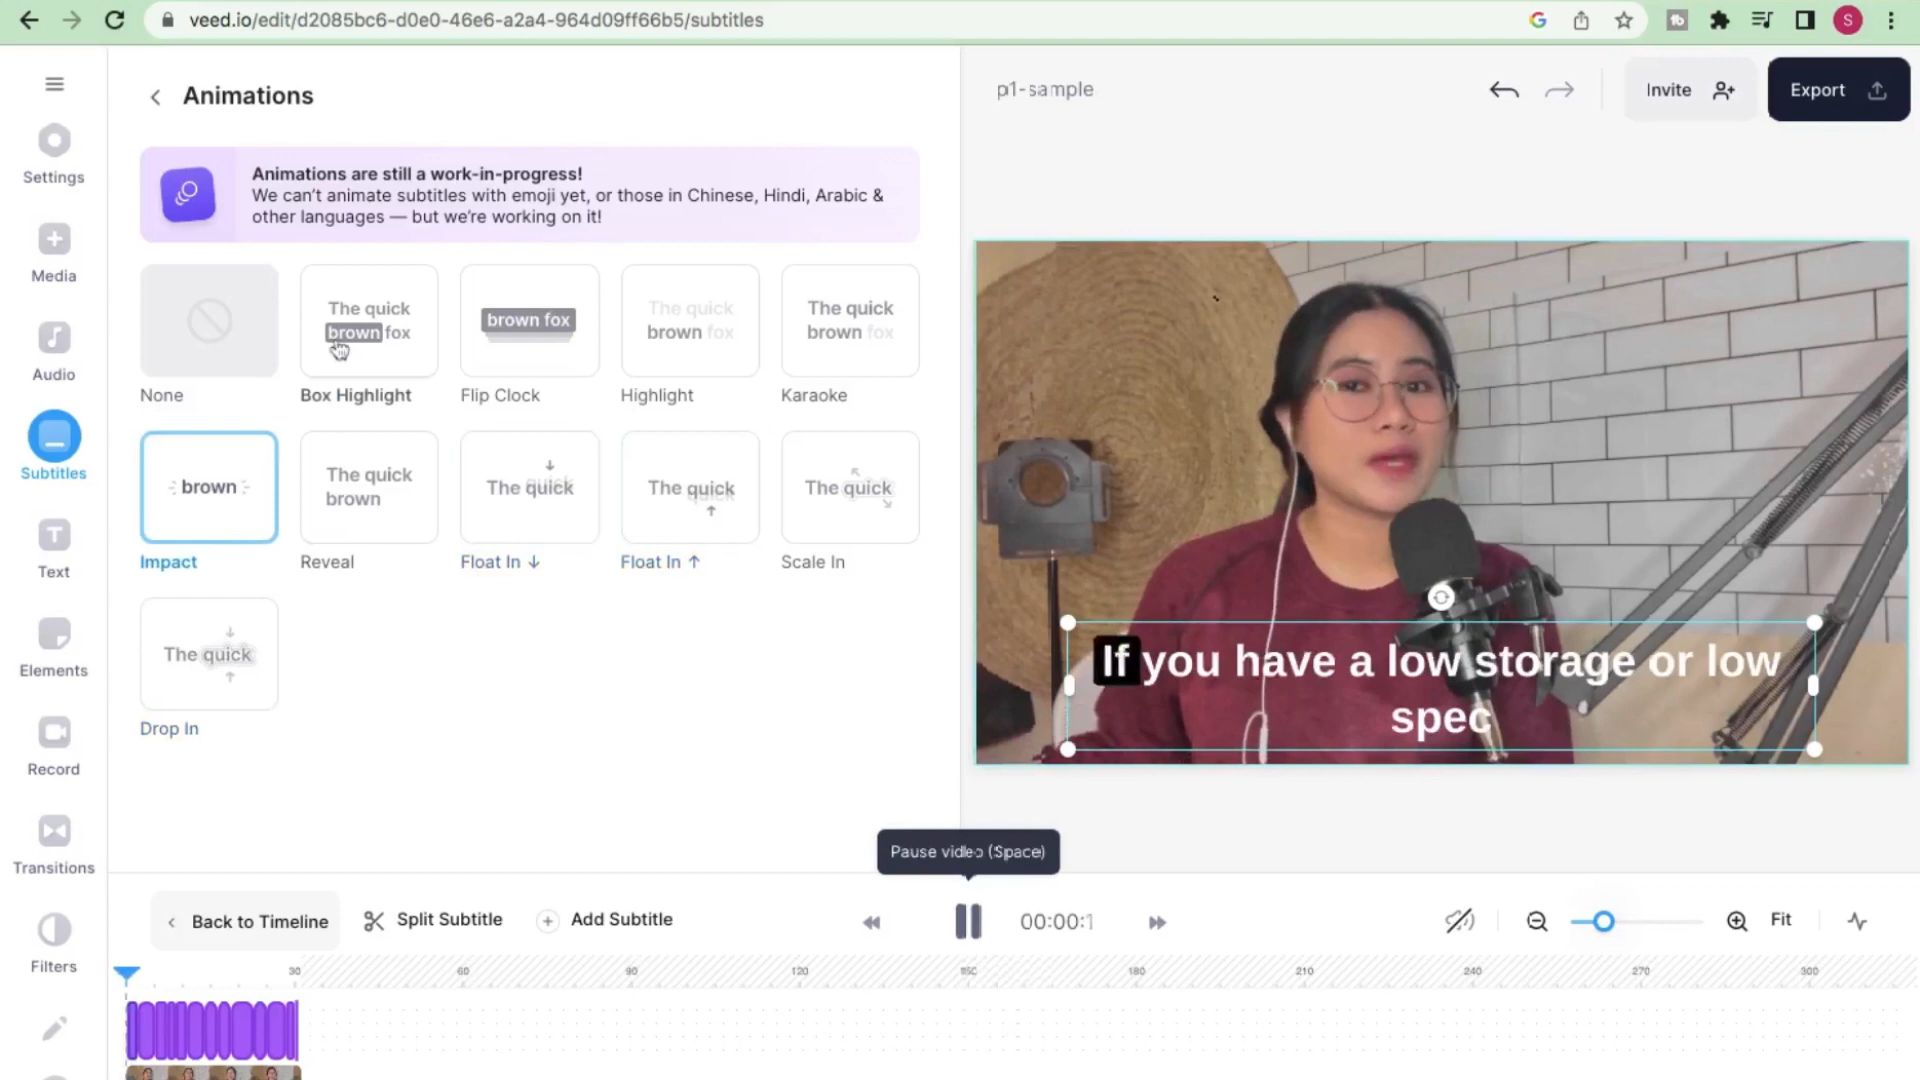 veed.io/edit/d2085bc6-d0e0-46e6-a2a4-964d09ff66b5/subtitles
S
Settings
Media
Audio
Subtitles
Text
Elements
Record
Transitions
Filters
Animations
Animations are still a work-in-progress!
We can't animate subtitles with emoji yet, or those in Chinese, Hindi, Arabic &
other languages — but we're working on it!
The quick
brown fox
brown fox
The quick
brown fox
The quick
brown fox
None
Box Highlight
Flip Clock
Highlight
Karaoke
brown
The quick
brown
The quick
The quick
The quick
Impact
Reveal
Float In ↓
Float In ↑
Scale In
The quick
Drop In
p1-sample
Invite
Export
If you have a low storage or low
spec
Pause video (Space)
Back to Timeline
Split Subtitle
Add Subtitle
00:00:1
Fit
30 60 90 120 150 180 210 240 270 300